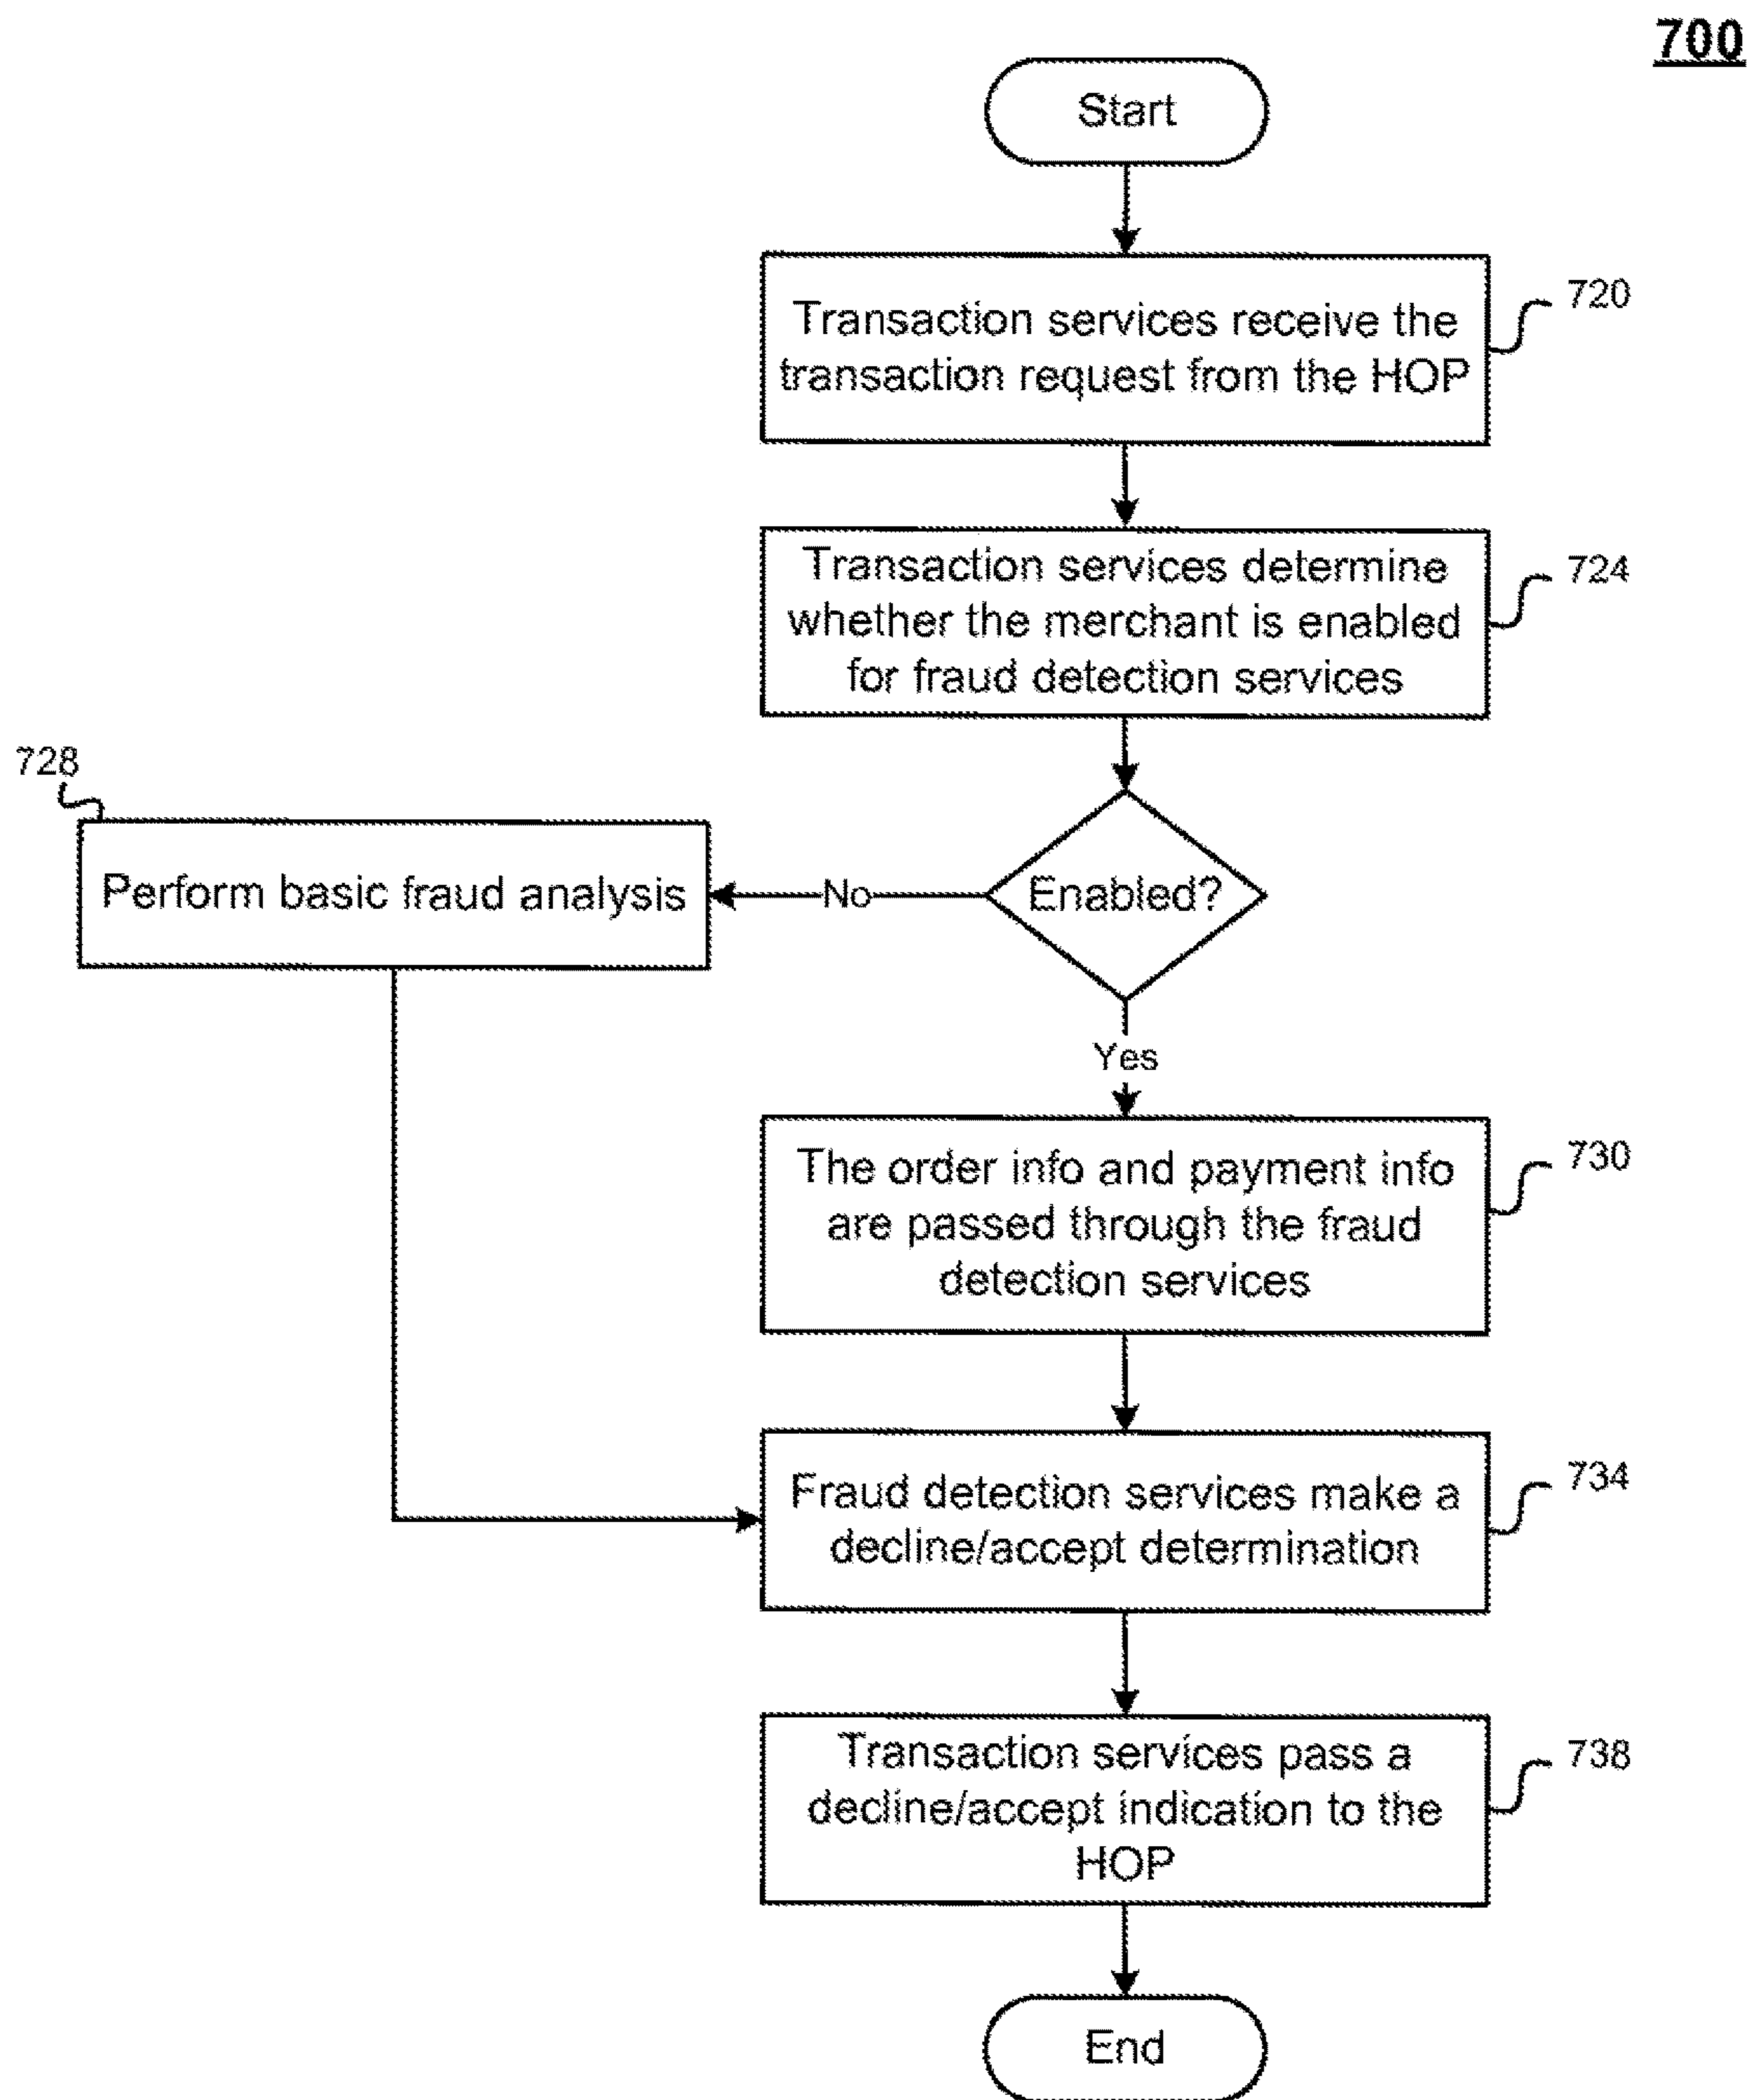 700
Start
Transaction services receive the
transaction request from the HOP
720
Transaction services determine
whether the merchant is enabled
for fraud detection services
724
728
Perform basic fraud analysis
No
Enabled?
Yes
The order info and payment info
are passed through the fraud
detection services
730
Fraud detection services make a
decline/accept determination
734
Transaction services pass a
decline/accept indication to the
HOP
738
End